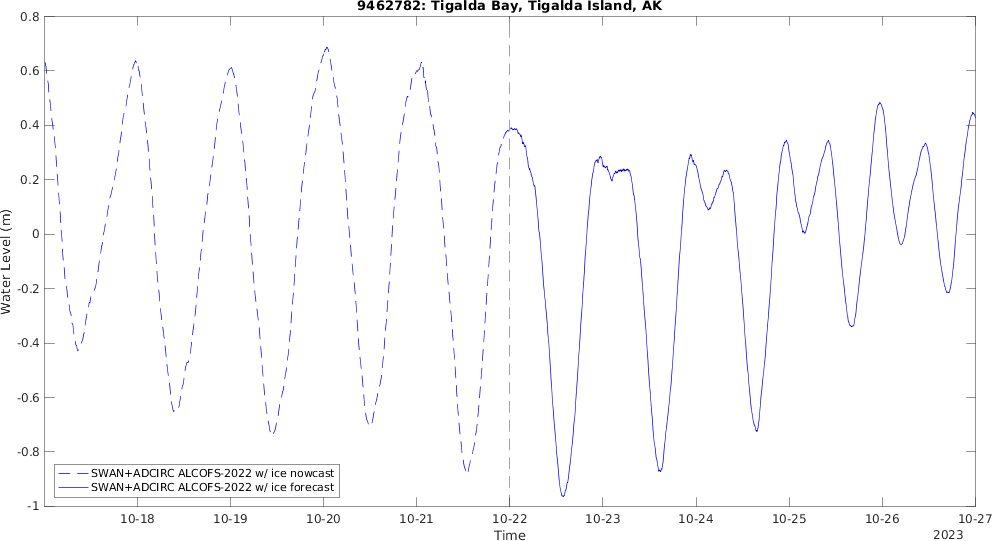 9462782: Tigalda Bay, Tigalda Island, AK
0.8
0.6
0.4
0.2
0
-0.2
-0.4
-0.6
-0.8
-1
Water Level (m)
SWAN+ADCIRC ALCOFS-2022 w/ ice nowcast
SWAN+ADCIRC ALCOFS-2022 w/ ice forecast
10-18 10-19 10-20 10-21 10-22 10-23 10-24 10-25 10-26 10-27
Time
2023